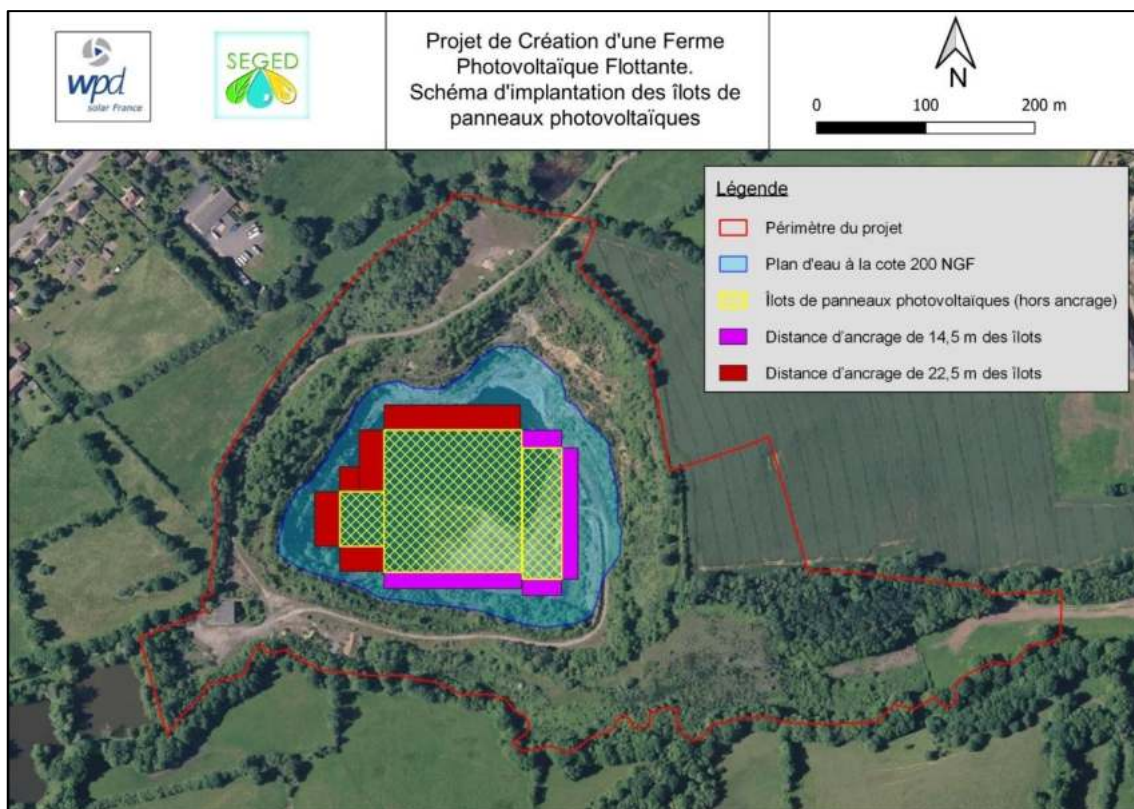 wpd
solar France
SEGED
Projet de Création d'une Ferme
Photovoltaïque Flottante.
Schéma d'implantation des îlots de
panneaux photovoltaïques
N
0 100 200 m
Légende
Périmètre du projet
Plan d'eau à la cote 200 NGF
Îlots de panneaux photovoltaïques (hors ancrage)
Distance d'ancrage de 14,5 m des îlots
Distance d'ancrage de 22,5 m des îlots